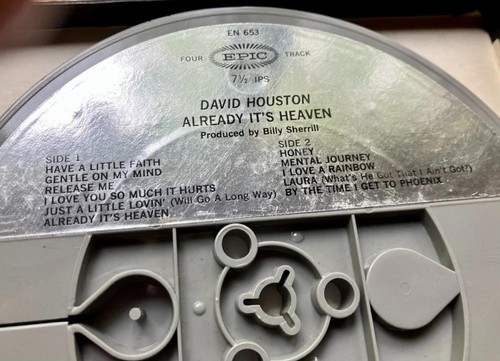 EN 653
FOUR EPIC TRACK
7½ IPS
DAVID HOUSTON
ALREADY IT'S HEAVEN
Produced by Billy Sherrill
SIDE 1
HAVE A LITTLE FAITH
GENTLE ON MY MIND
RELEASE ME
I LOVE YOU SO MUCH IT HURTS
JUST A LITTLE LOVIN' (Will Go A Long Way)
ALREADY IT'S HEAVEN
SIDE 2
HONEY
MENTAL JOURNEY
I LOVE A RAINBOW
LAURA (What's He Got That I Ain't Got?)
BY THE TIME I GET TO PHOENIX